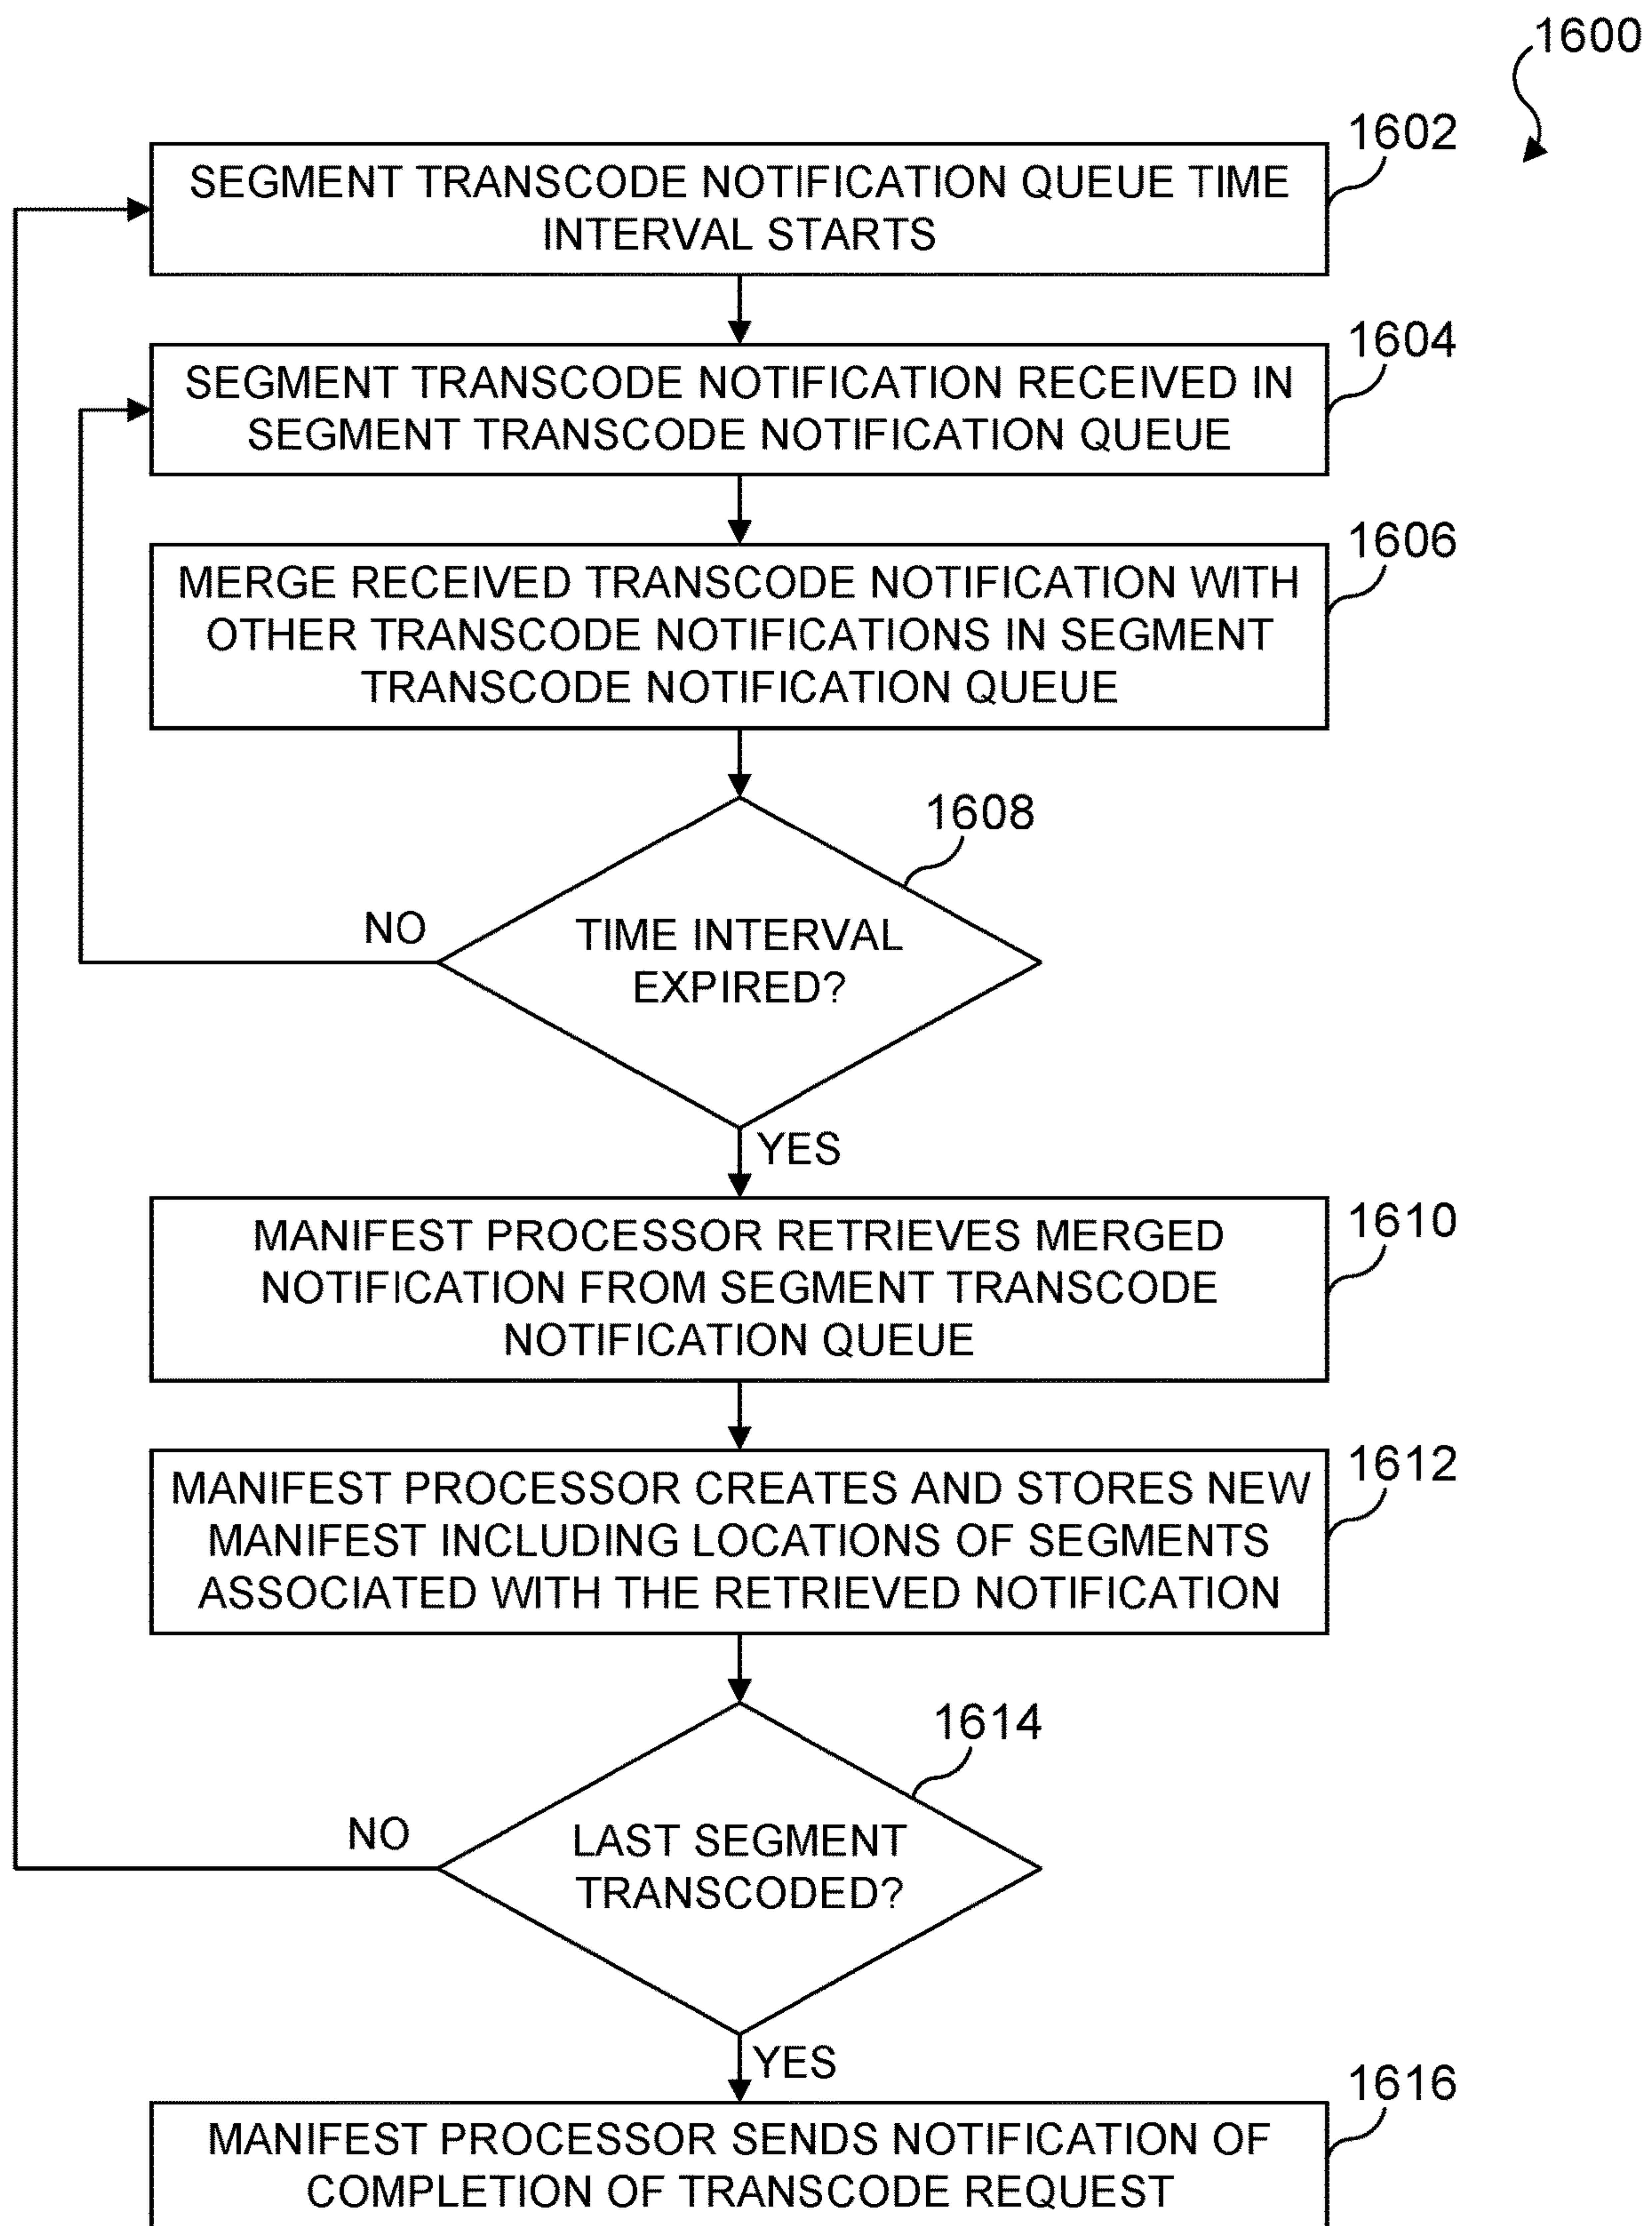 1600
1602
SEGMENT TRANSCODE NOTIFICATION QUEUE TIME
INTERVAL STARTS
1604
SEGMENT TRANSCODE NOTIFICATION RECEIVED IN
SEGMENT TRANSCODE NOTIFICATION QUEUE
1606
MERGE RECEIVED TRANSCODE NOTIFICATION WITH
OTHER TRANSCODE NOTIFICATIONS IN SEGMENT
TRANSCODE NOTIFICATION QUEUE
1608
NO
TIME INTERVAL
EXPIRED?
YES
1610
MANIFEST PROCESSOR RETRIEVES MERGED
NOTIFICATION FROM SEGMENT TRANSCODE
NOTIFICATION QUEUE
1612
MANIFEST PROCESSOR CREATES AND STORES NEW
MANIFEST INCLUDING LOCATIONS OF SEGMENTS
ASSOCIATED WITH THE RETRIEVED NOTIFICATION
1614
NO
LAST SEGMENT
TRANSCODED?
YES
1616
MANIFEST PROCESSOR SENDS NOTIFICATION OF
COMPLETION OF TRANSCODE REQUEST